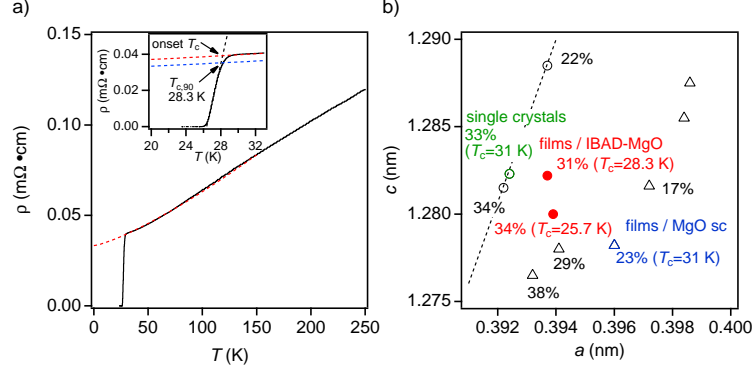 a)
0.15
0.10
0.05
0.00
ρ (mΩ•cm)
0
50
100
150
200
250
T (K)
onset Tc
Tc,90
28.3 K
0.04
0.02
0.00
ρ (mΩ•cm)
20
24
28
32
T (K)
b)
1.290
1.285
1.280
1.275
c (nm)
22%
single crystals
33%
(Tc=31 K)
films / IBAD-MgO
31% (Tc=28.3 K)
17%
34%
34% (Tc=25.7 K)
films / MgO sc
23% (Tc=31 K)
29%
38%
0.392
0.394
0.396
0.398
0.400
a (nm)